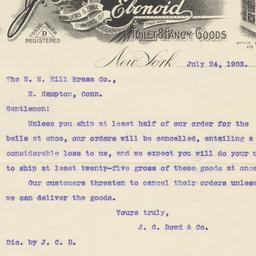 Ebonoid
TRADE MARK
D
REGISTERED
TOILET & FANCY GOODS
New York July 24, 1903.
The N. N. Hill Brass Co.,
E. Hampton, Conn.
Gentlemen:
Unless you ship at least half of our order for the
bells at once, our orders will be cancelled, entailing a
considerable loss to us, and we expect you will do your u
to ship at least twenty-five gross of these goods at once
Our customers threaten to cancel their orders unles
we can deliver the goods.
Yours truly,
J. C. Dowd & Co.
Dic. by J. C. D.